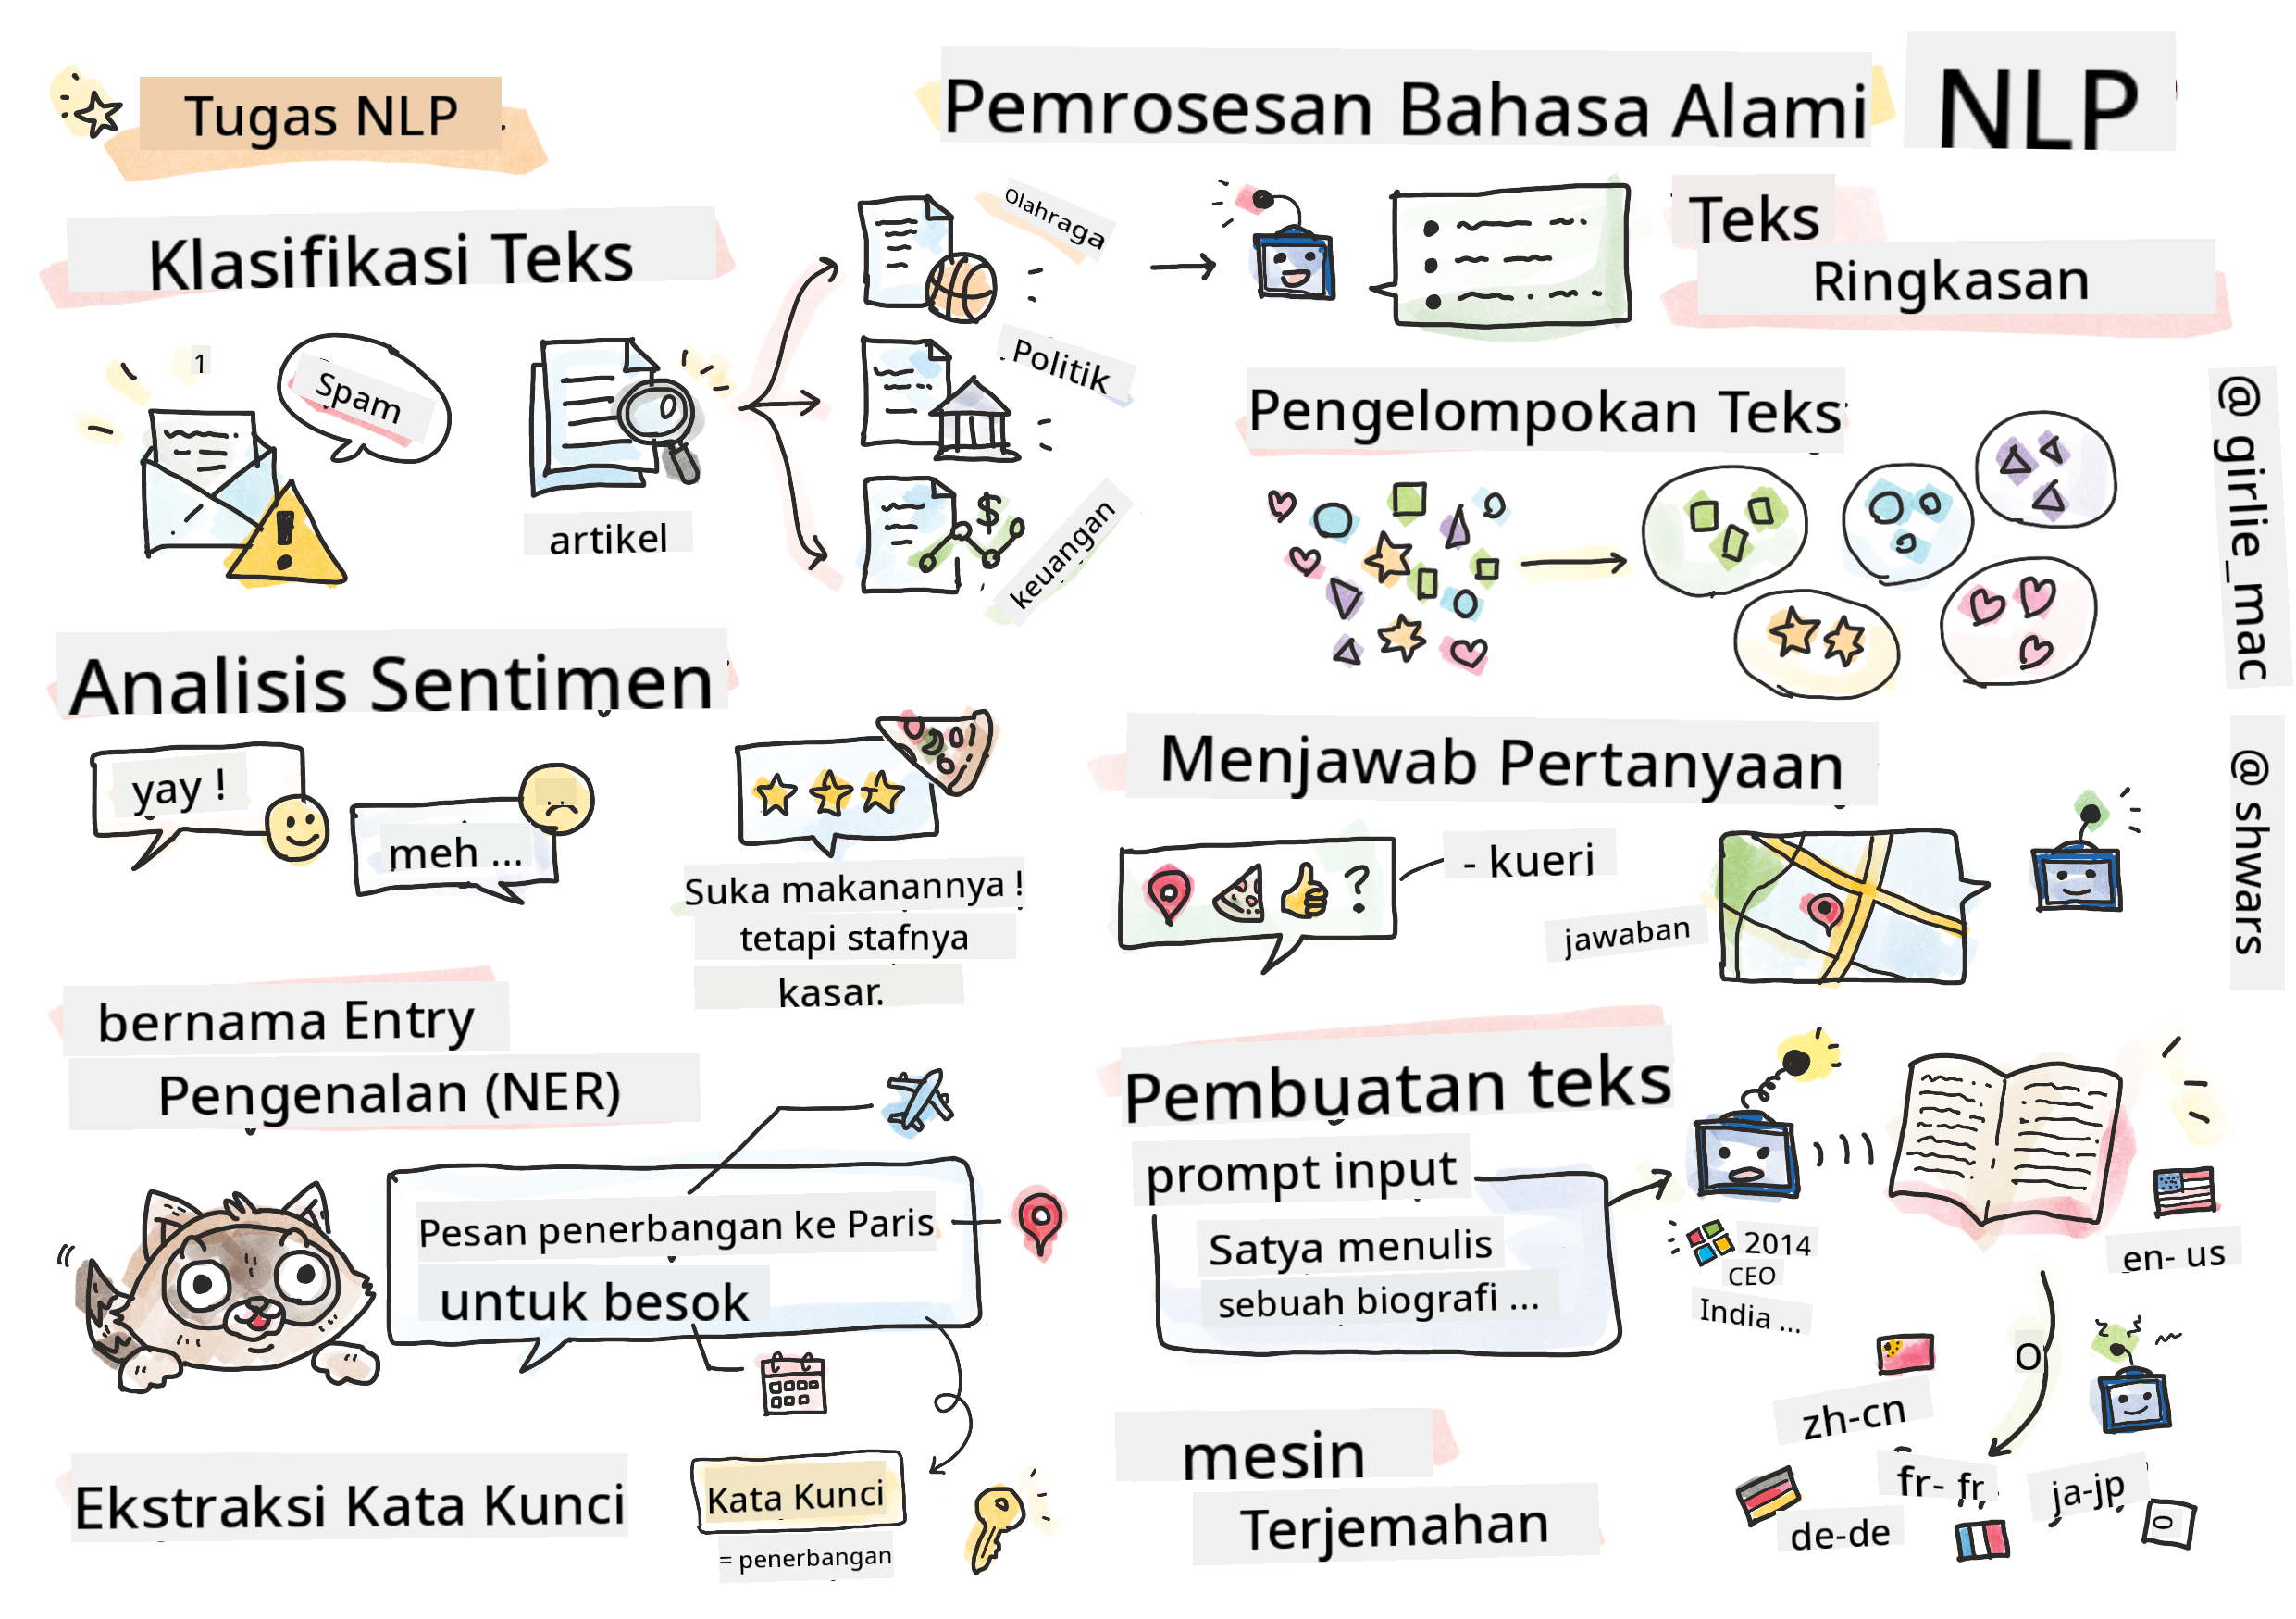 Tugas NLP
Pemrosesan Bahasa Alami NLP
Klasifikasi Teks
1
Spam
artikel
Olahraga
Politik
$
keuangan
Teks
Ringkasan
Pengelompokan Teks
@ girlie_mac
@ shwars
Analisis Sentimen
yay !
meh ...
Suka makanannya !
tetapi stafnya
kasar.
Menjawab Pertanyaan
?
- kueri
jawaban
bernama Entry
Pengenalan (NER)
Pesan penerbangan ke Paris
untuk besok
Ekstraksi Kata Kunci
Kata Kunci
= penerbangan
Pembuatan teks
prompt input
Satya menulis
sebuah biografi ...
2014
CEO
India ...
mesin
Terjemahan
en- us
O
zh-cn
fr- fr
ja-jp
de-de
0